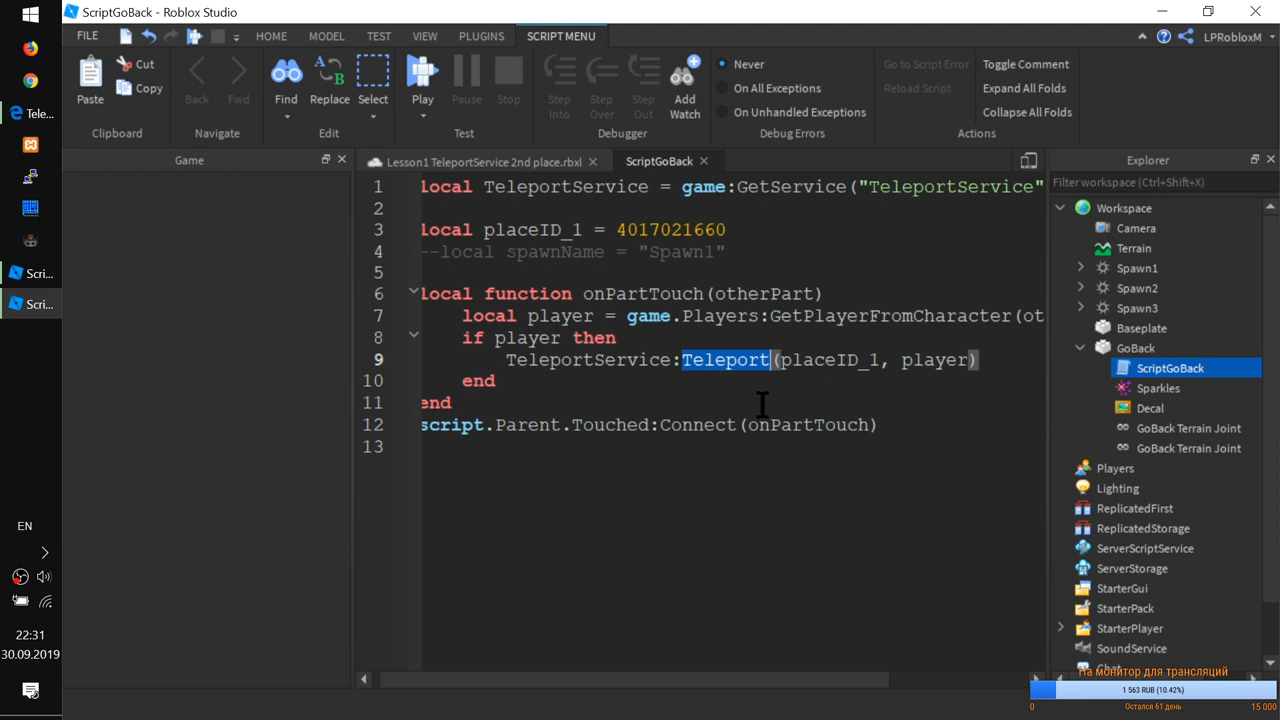 ScriptGoBack - Roblox Studio
FILE HOME MODEL TEST VIEW PLUGINS SCRIPT MENU LPRobloxM
Paste Cut Copy Back Fwd Find Replace Select Play Pause Stop Step Into Step Over Step Out Add Watch
Never
On All Exceptions
On Unhandled Exceptions
Go to Script Error
Reload Script
Toggle Comment
Expand All Folds
Collapse All Folds
Clipboard Navigate Edit Test Debugger Debug Errors Actions
Game
Lesson1 TeleportService 2nd place.rbxl
ScriptGoBack
Explorer
Filter workspace (Ctrl+Shift+X)
1 local TeleportService = game:GetService("TeleportService"
2
3 local placeID_1 = 4017021660
4 --local spawnName = "Spawn1"
5
6 local function onPartTouch(otherPart)
7 local player = game.Players:GetPlayerFromCharacter(ot
8 if player then
9 TeleportService:Teleport(placeID_1, player)
10 end
11 end
12 script.Parent.Touched:Connect(onPartTouch)
13
Workspace
Camera
Terrain
Spawn1
Spawn2
Spawn3
Baseplate
GoBack
ScriptGoBack
Sparkles
Decal
GoBack Terrain Joint
GoBack Terrain Joint
Players
Lighting
ReplicatedFirst
ReplicatedStorage
ServerScriptService
ServerStorage
StarterGui
StarterPack
StarterPlayer
SoundService
Chat
На монитор для трансляций
1 563 RUB (10.42%)
0 Остался 61 день 15 000
Tele...
Scri...
Scri...
EN
22:31
30.09.2019